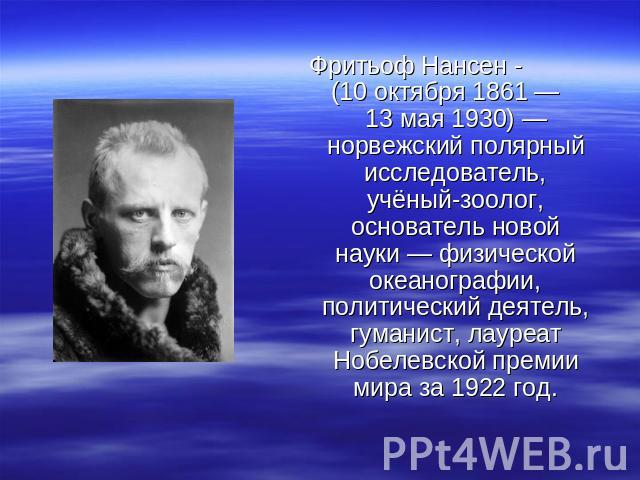 Фритьоф Нансен -
(10 октября 1861 —
13 мая 1930) —
норвежский полярный
исследователь,
учёный-зоолог,
основатель новой
науки — физической
океанографии,
политический деятель,
гуманист, лауреат
Нобелевской премии
мира за 1922 год.
PPt4WEB.ru